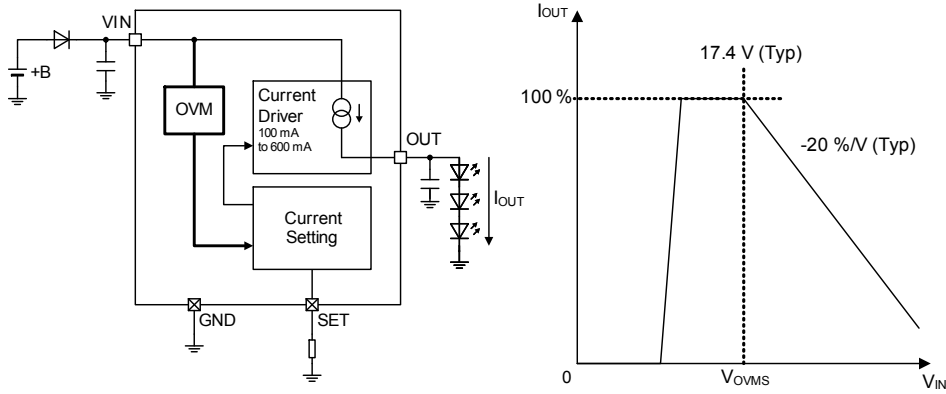 VIN
+B
OVM
Current
Driver
100 mA
to 600 mA
OUT
IOUT
Current
Setting
GND
SET
IOUT
17.4 V (Typ)
100 %
-20 %/V (Typ)
0
VOVMS
VIN